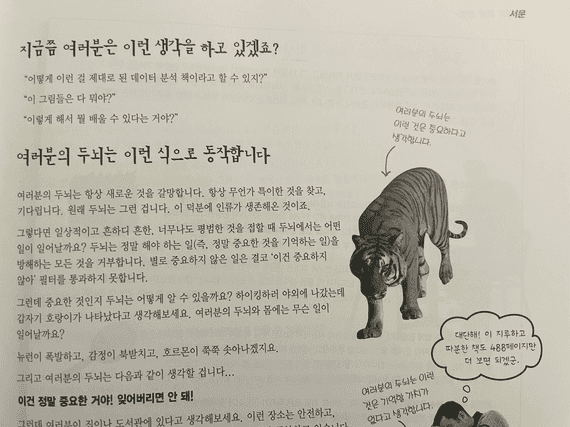 서문
지금쯤 여러분은 이런 생각을 하고 있겠죠?
“어떻게 이런 걸 제대로 된 데이터 분석 책이라고 할 수 있지?”
“이 그림들은 다 뭐야?”
“이렇게 해서 뭘 배울 수 있다는 거야?”
여러분의 두뇌는 이런 식으로 동작합니다
여러분의 두뇌는
이런 것은 중요하다고
생각합니다.
여러분의 두뇌는 항상 새로운 것을 갈망합니다. 항상 무언가 특이한 것을 찾고,
기다립니다. 원래 두뇌는 그런 겁니다. 이 덕분에 인류가 생존해온 것이죠.
그렇다면 일상적이고 흔하디 흔한, 너무나도 평범한 것을 접할 때 두뇌에서는 어떤
일이 일어날까요? 두뇌는 정말 해야 하는 일(즉, 정말 중요한 것을 기억하는 일)을
방해하는 모든 것을 거부합니다. 별로 중요하지 않은 일은 결코 ‘이건 중요하지
않아’ 필터를 통과하지 못합니다.
그런데 중요한 것인지 두뇌는 어떻게 알 수 있을까요? 하이킹하러 야외에 나갔는데
갑자기 호랑이가 나타났다고 생각해보세요. 여러분의 두뇌와 몸에는 무슨 일이
일어날까요?
뉴런이 폭발하고, 감정이 북받치고, 호르몬이 쭉쭉 솟아나겠지요.
그리고 여러분의 두뇌는 다음과 같이 생각할 겁니다…
이건 정말 중요한 거야! 잊어버리면 안 돼!
그런데 여러분이 집이나 도서관에 있다고 생각해보세요. 이런 장소는 안전하고,
대단해! 이 지루하고
따분한 책도 488페이지만
더 보면 되겠군.
여러분의 두뇌는 이런
것은 기억할 가치가
없다고 생각합니다.